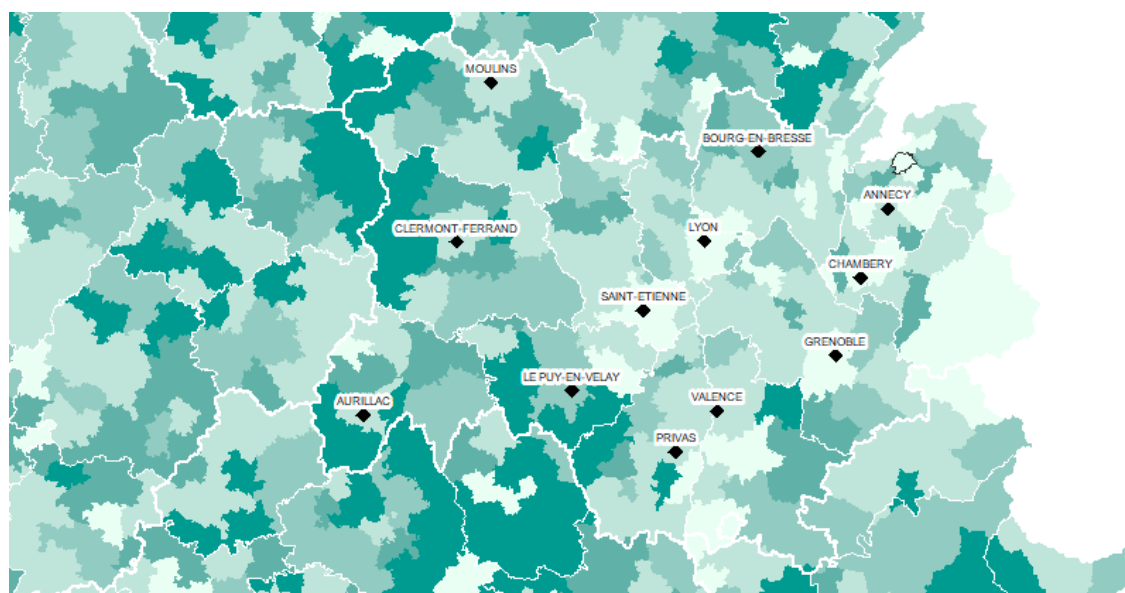 MOULINS
BOURG-EN-BRESSE
ANNECY
CLERMONT-FERRAND
LYON
CHAMBERY
SAINT-ETIENNE
GRENOBLE
LE PUY-EN-VELAY
AURILLAC
VALENCE
PRIVAS